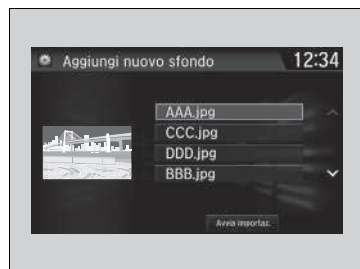 Aggiungi nuovo sfondo 12:34
AAA.jpg
CCC.jpg
DDD.jpg
BBB.jpg
Avvia importaz.